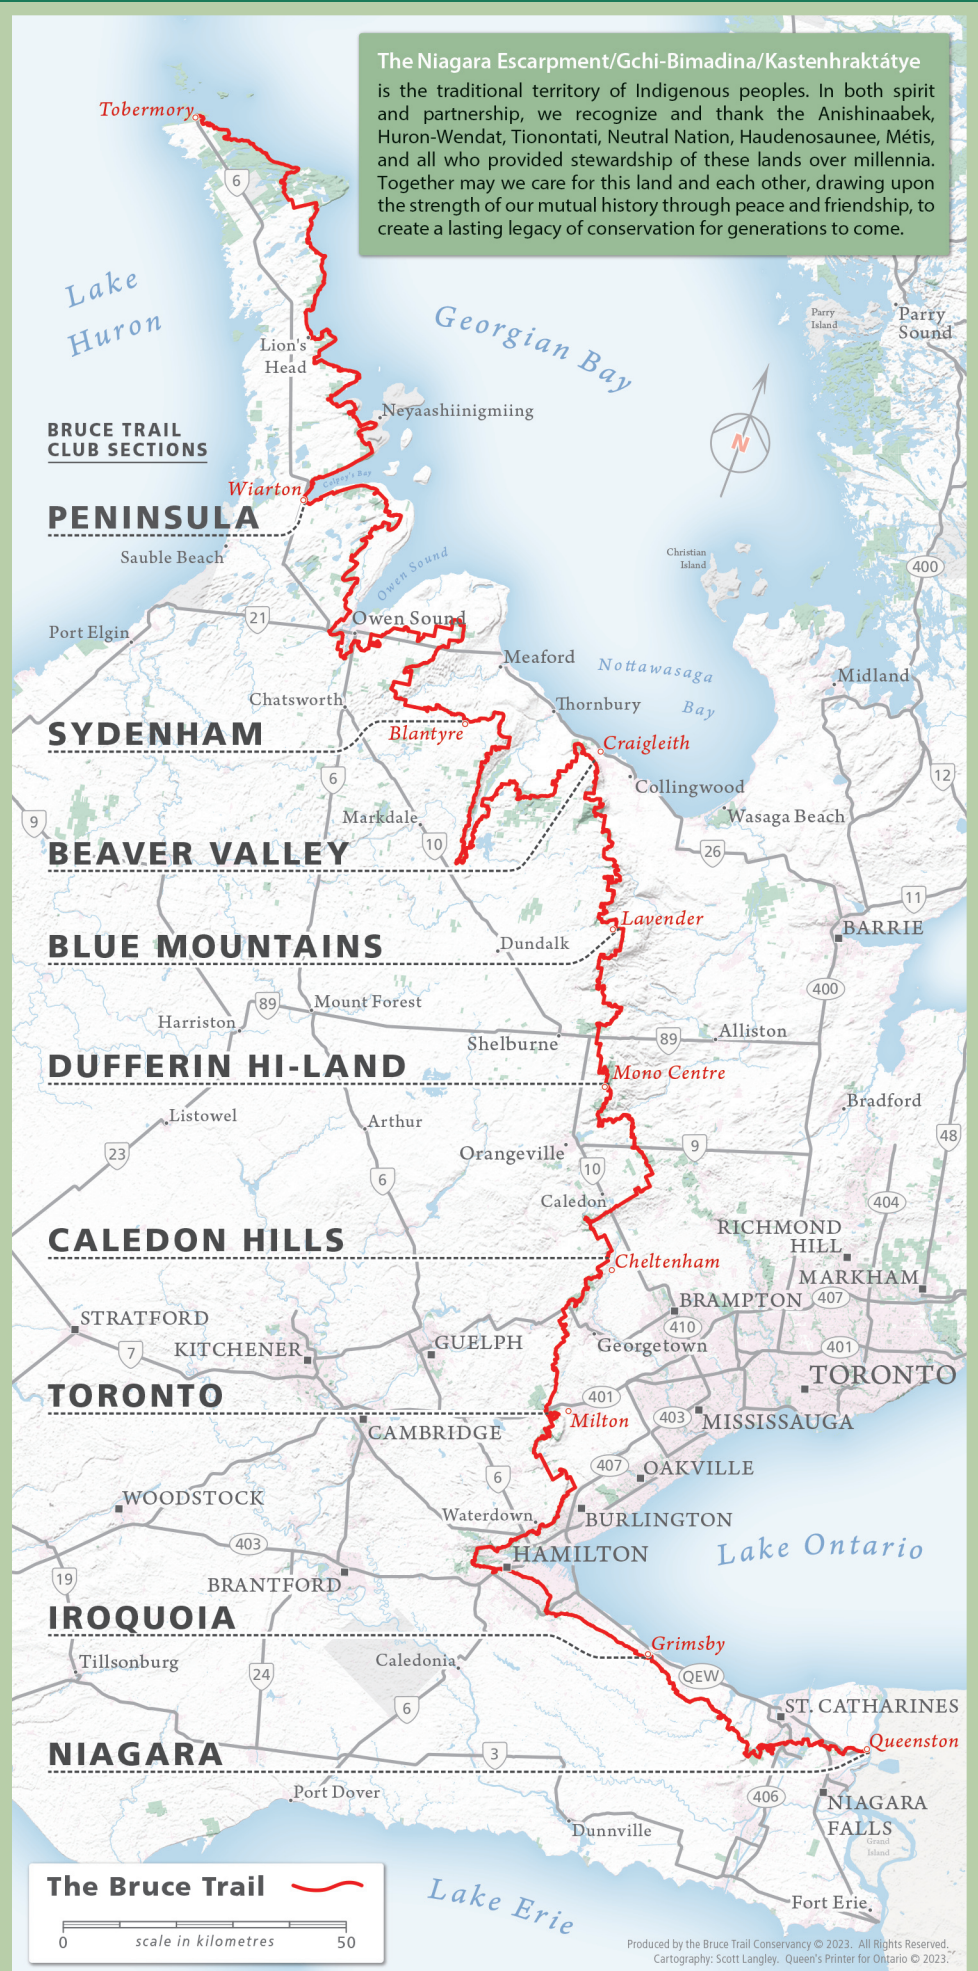 The Niagara Escarpment/Gchi-Bimadina/Kastenhraktátye
is the traditional territory of Indigenous peoples. In both spirit
and partnership, we recognize and thank the Anishinaabek,
Huron-Wendat, Tionontati, Neutral Nation, Haudenosaunee, Métis,
and all who provided stewardship of these lands over millennia.
Together may we care for this land and each other, drawing upon
the strength of our mutual history through peace and friendship, to
create a lasting legacy of conservation for generations to come.
Tobermory
6
Lake
Huron
Georgian Bay
Parry
Island
Parry
Sound
Lion's
Head
Neyaashiinigmiing
N
BRUCE TRAIL
CLUB SECTIONS
Colpoy's Bay
Wiarton
PENINSULA
Sauble Beach
Owen Sound
Christian
Island
400
21
Owen Sound
Port Elgin
Meaford
Nottawasaga
Bay
Midland
Chatsworth
Thornbury
SYDENHAM
Blantyre
Craigleith
6
Collingwood
12
9
Markdale
Wasaga Beach
10
26
BEAVER VALLEY
11
Lavender
BARRIE
BLUE MOUNTAINS
Dundalk
400
89
Mount Forest
Harriston
Shelburne
89
Alliston
DUFFERIN HI-LAND
Mono Centre
Listowel
Arthur
Bradford
23
Orangeville
9
48
10
6
Caledon
404
CALEDON HILLS
RICHMOND
HILL
Cheltenham
MARKHAM
BRAMPTON
407
STRATFORD
410
7
KITCHENER
GUELPH
Georgetown
401
TORONTO
TORONTO
401
Milton
403
MISSISSAUGA
CAMBRIDGE
407
OAKVILLE
6
WOODSTOCK
Waterdown
BURLINGTON
403
HAMILTON
Lake Ontario
19
BRANTFORD
IROQUOIA
Grimsby
Tillsonburg
Caledonia
24
QEW
6
ST. CATHARINES
Queenston
NIAGARA
3
406
Port Dover
NIAGARA
FALLS
Dunnville
Grand
Island
The Bruce Trail
Lake Erie
Fort Erie
0
scale in kilometres
50
Produced by the Bruce Trail Conservancy © 2023. All Rights Reserved.
Cartography: Scott Langley. Queen's Printer for Ontario © 2023.